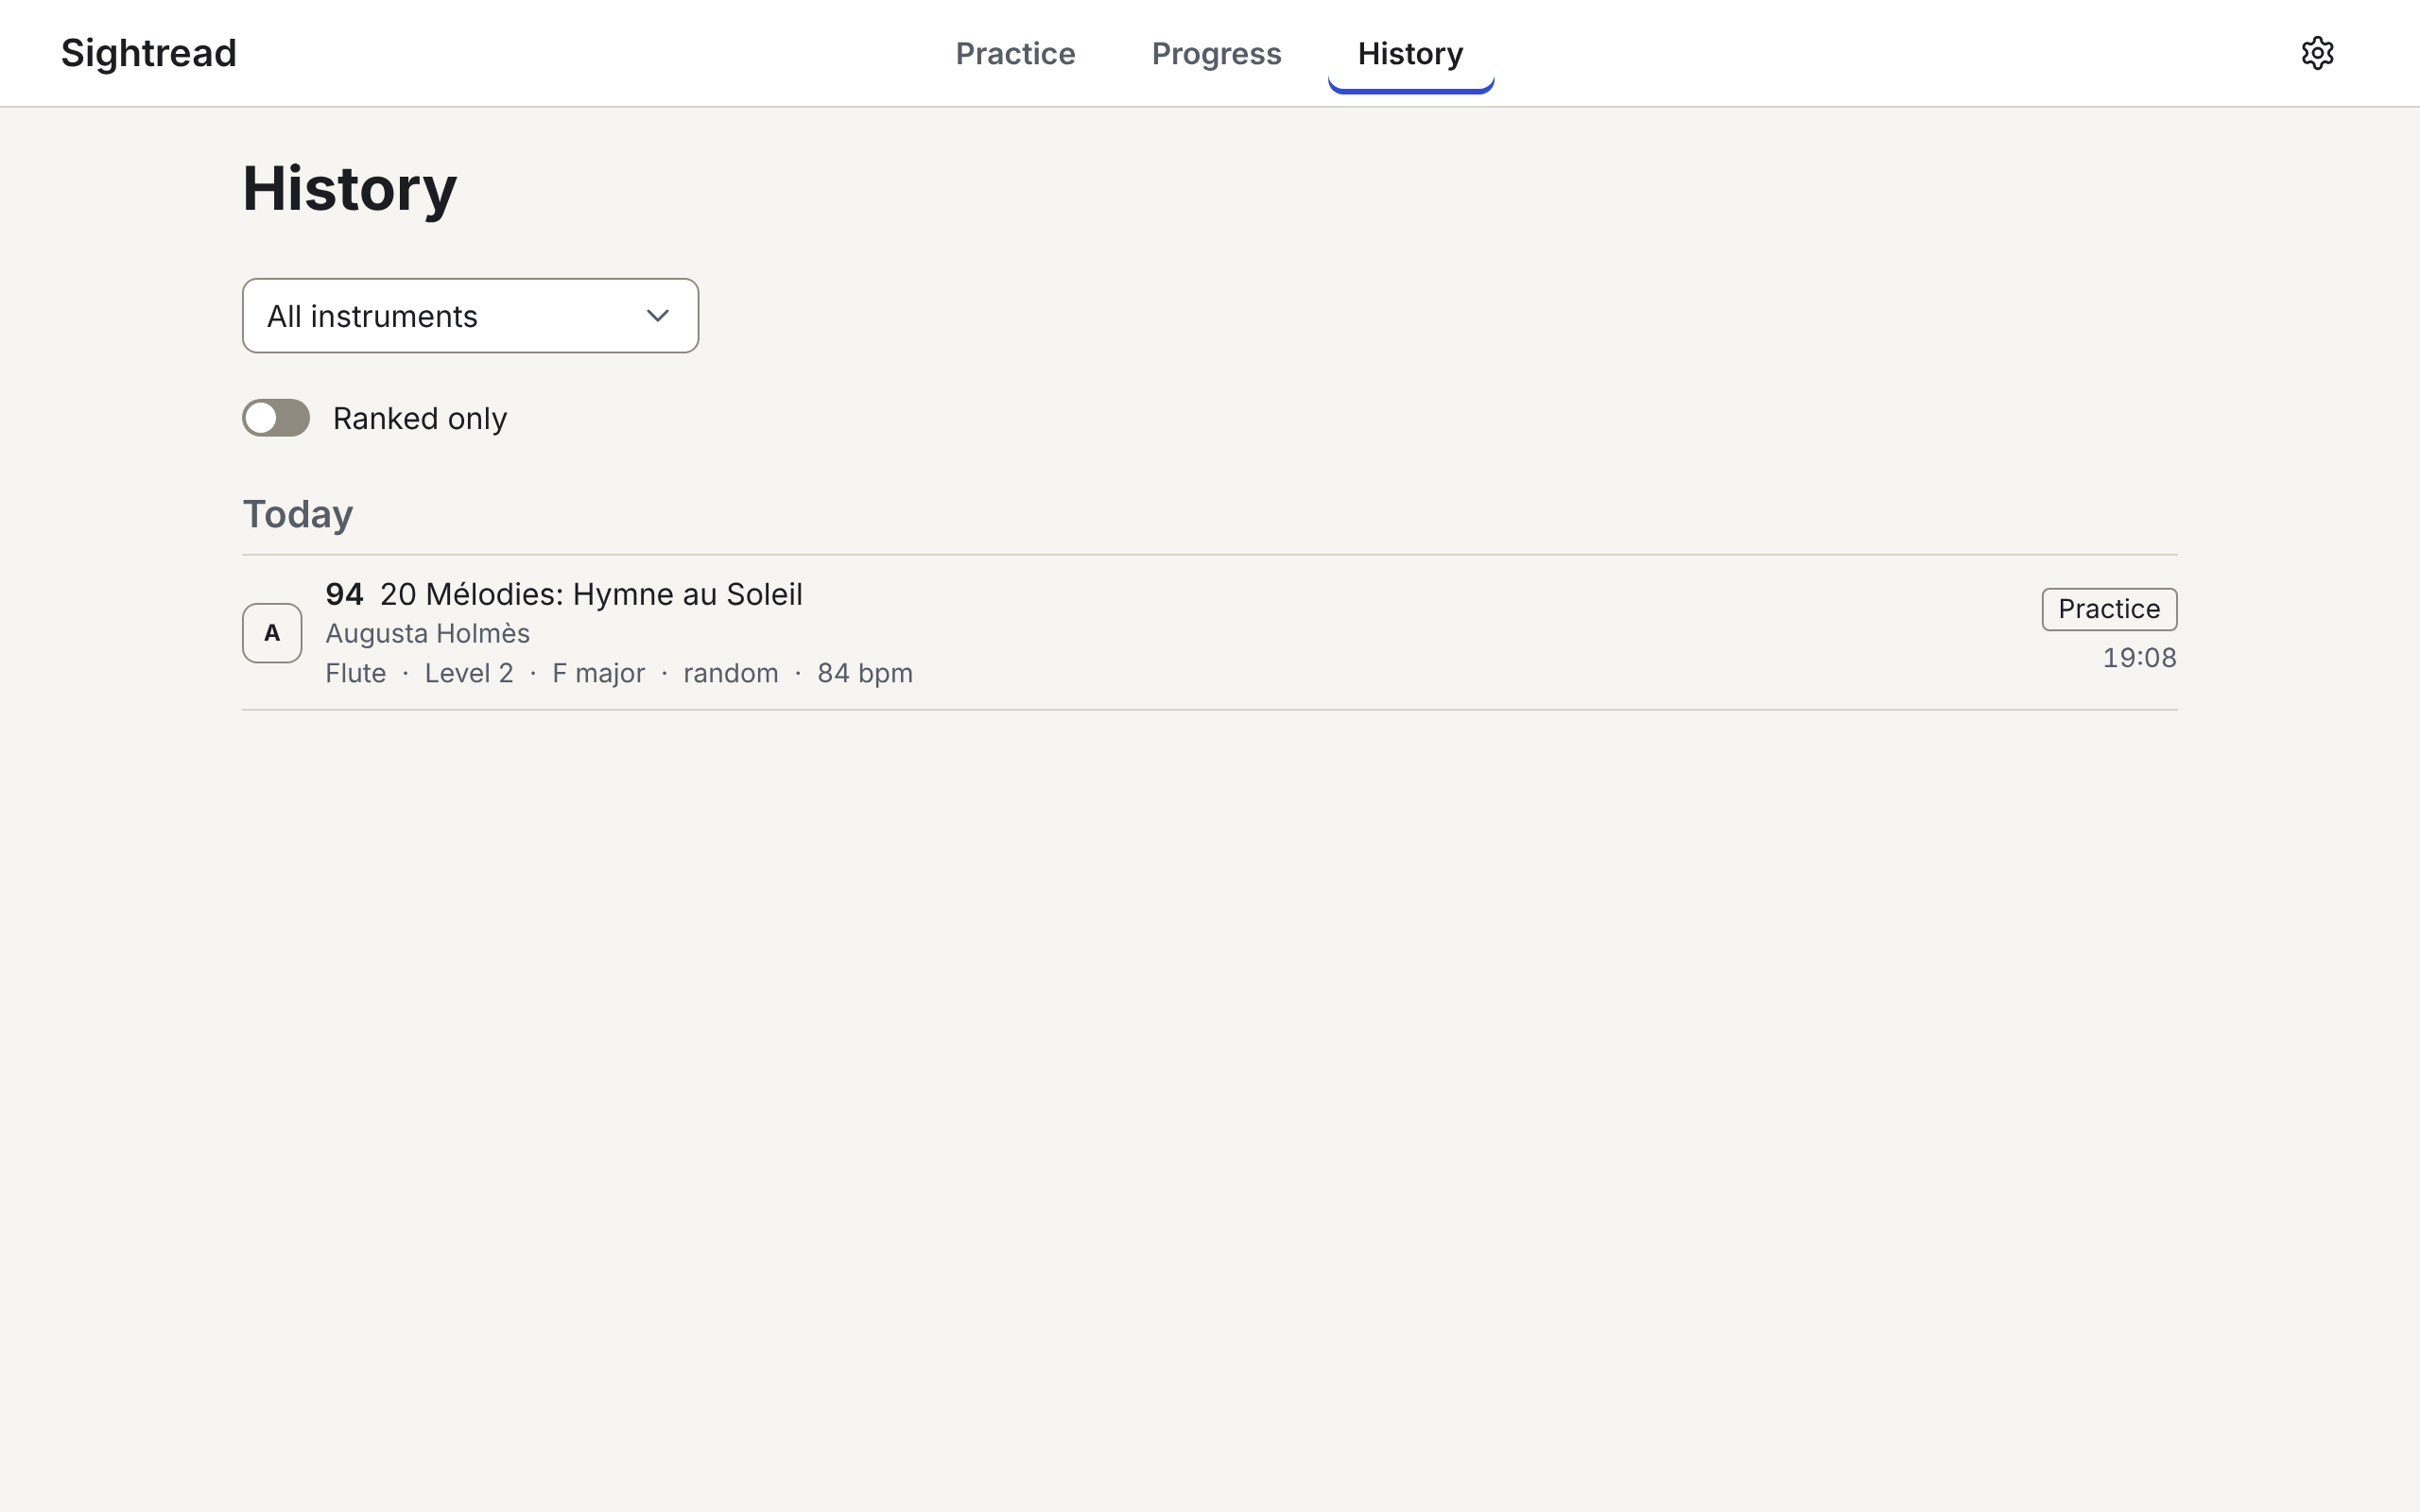 Sightread
Practice
Progress
History
History
All instruments
Ranked only
Today
A
94 20 Mélodies: Hymne au Soleil
Augusta Holmès
Flute · Level 2 · F major · random · 84 bpm
Practice
19:08